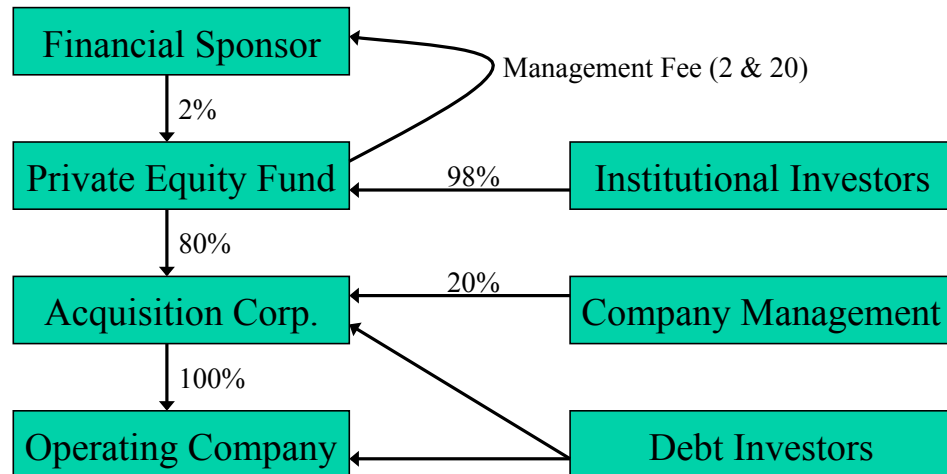 Financial Sponsor
Management Fee (2 & 20)
2%
Private Equity Fund
98%
Institutional Investors
80%
20%
Acquisition Corp.
Company Management
100%
Operating Company
Debt Investors